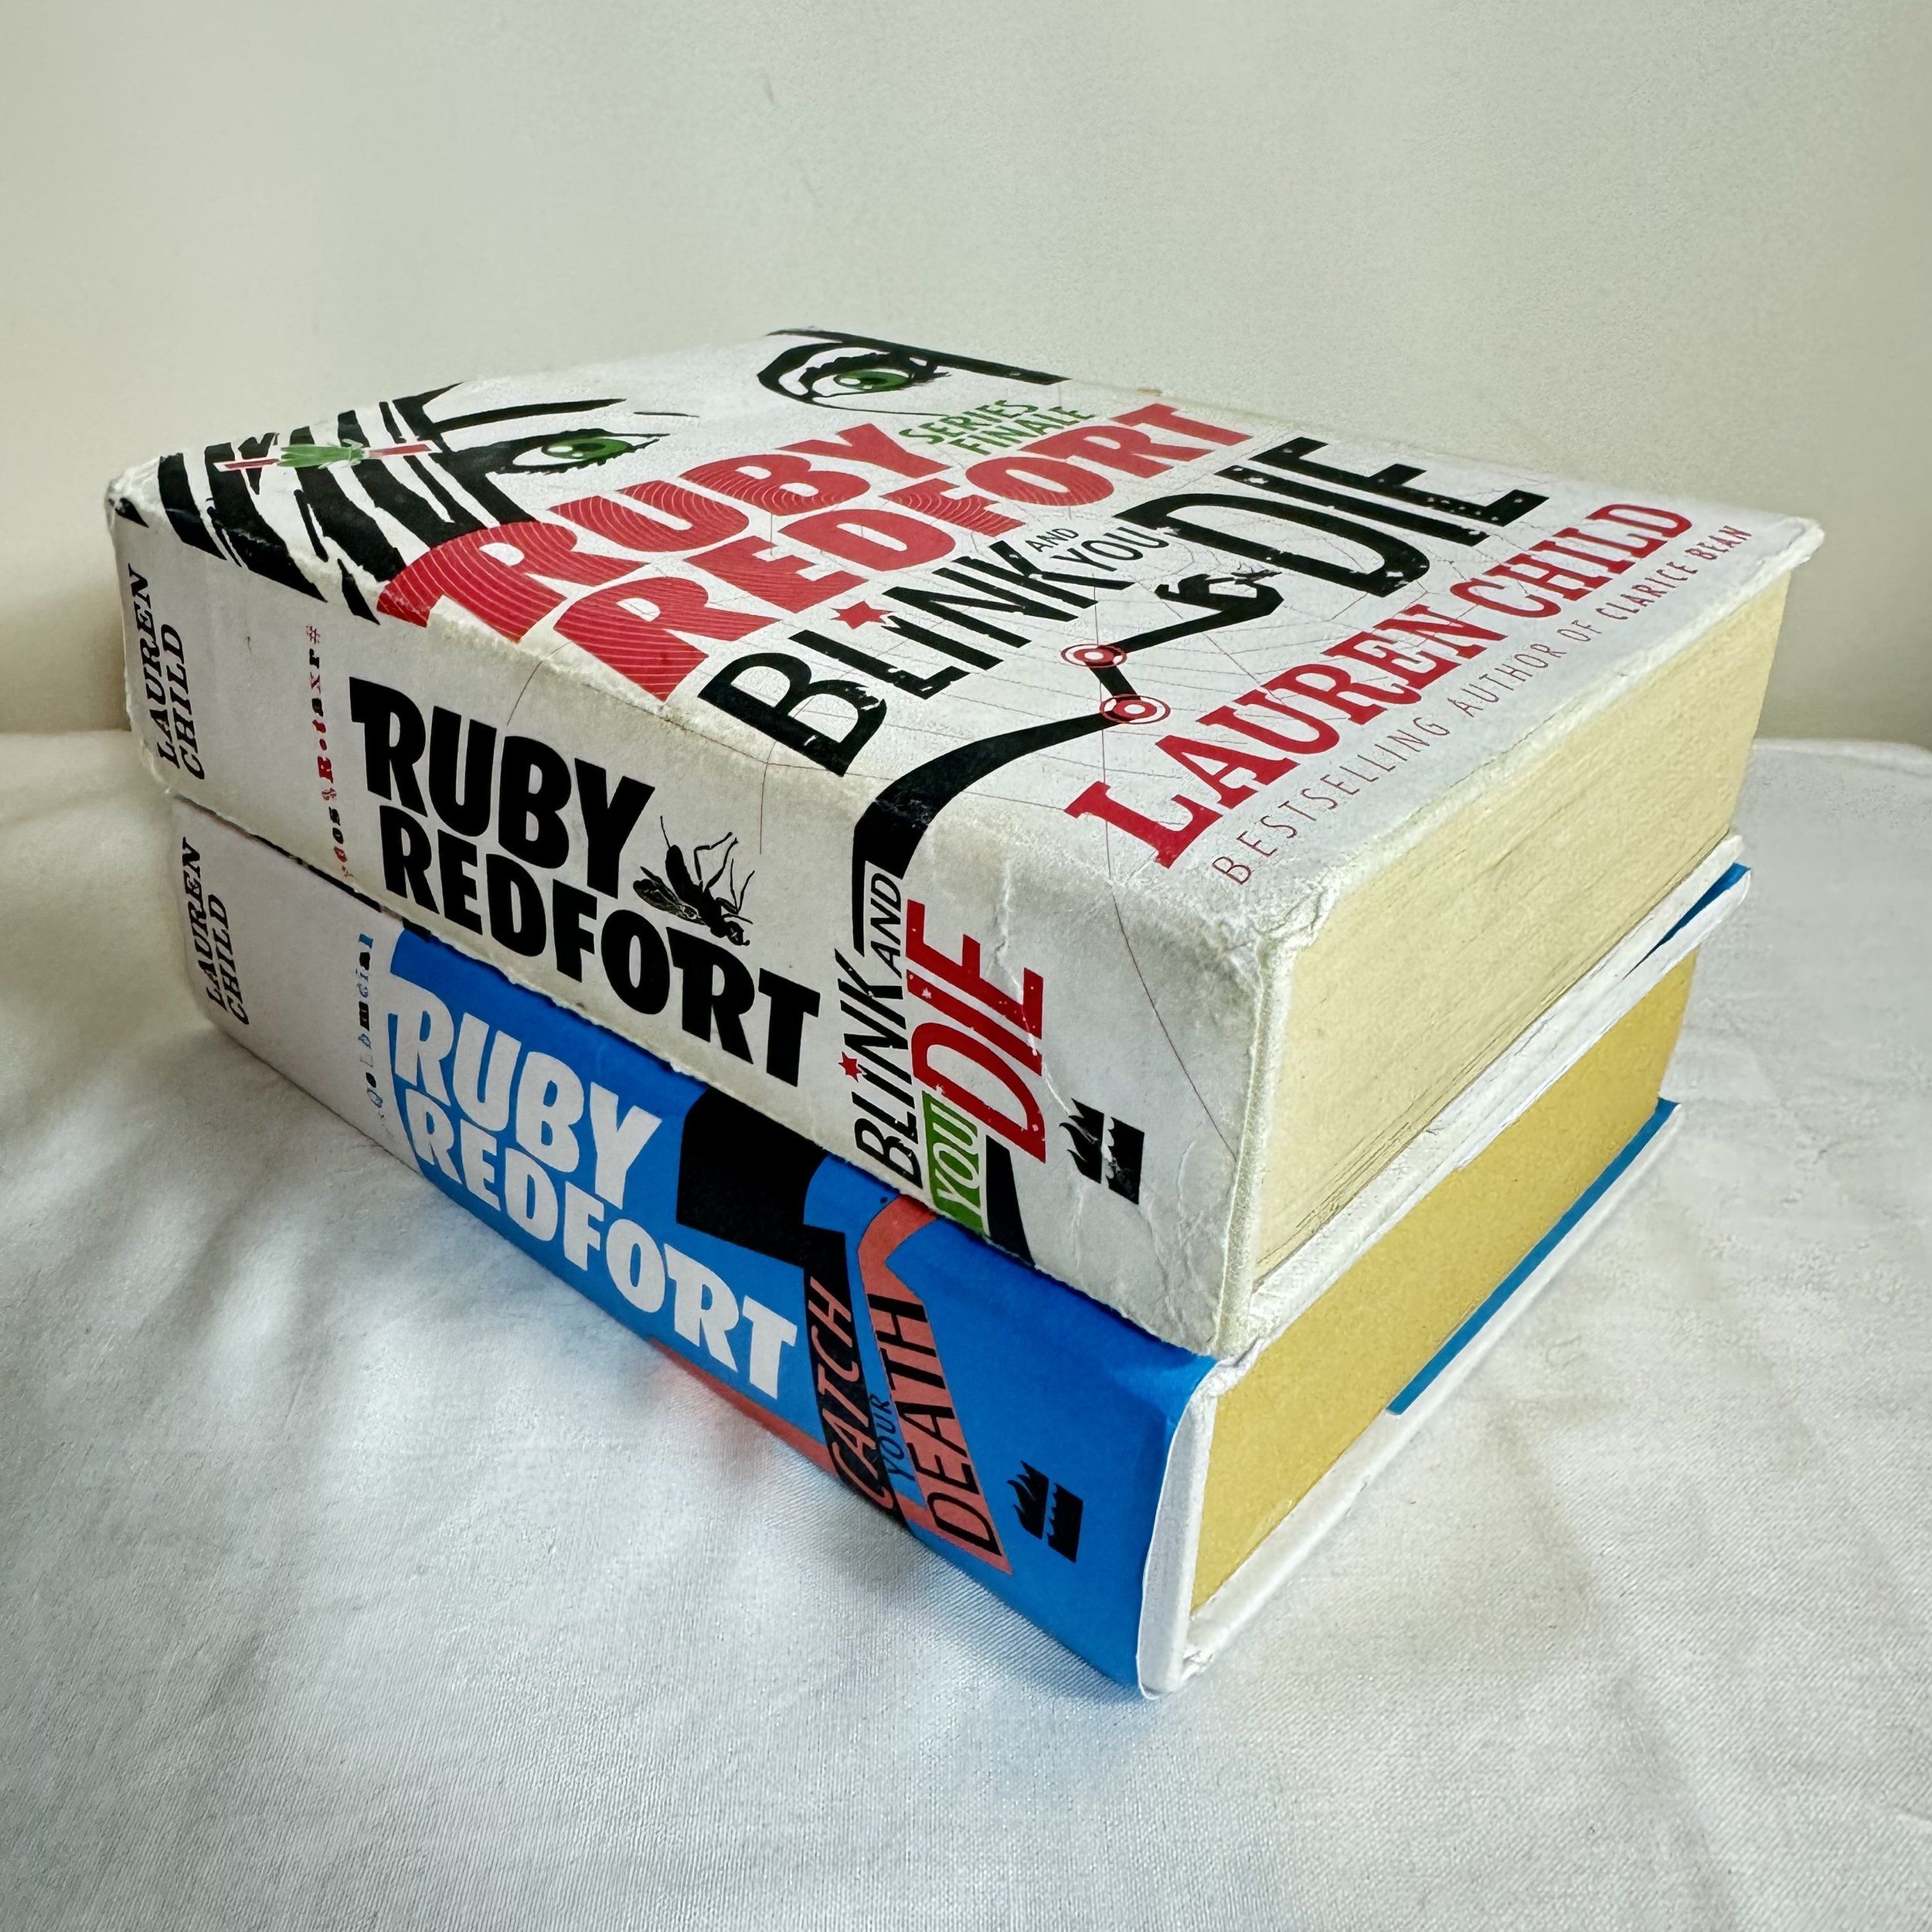 SERIES
FINALE
RUBY
REDFORT
BLINK AND YOU DIE
LAUREN CHILD
BESTSELLING AUTHOR OF CLARICE BEAN
LAUREN
CHILD
RUBY
REDFORT
BLINK AND
YOU DIE
LAUREN
CHILD
RUBY
REDFORT
CATCH
YOUR
DEATH